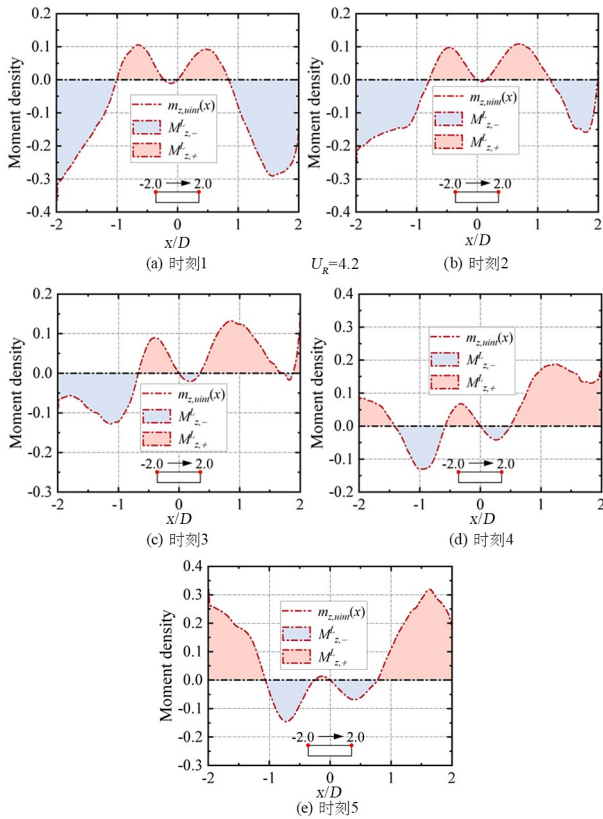 0.2
0.1
0.0
-0.1
-0.2
-0.3
-0.4
Moment density
m_{z,uint}(x)
M^L_{z,-}
M^L_{z,+}
-2.0 → 2.0
-2 -1 0 1 2
x/D
(a) 时刻1
0.2
0.1
0.0
-0.1
-0.2
-0.3
-0.4
Moment density
m_{z,uint}(x)
M^L_{z,-}
M^L_{z,+}
-2.0 → 2.0
-2 -1 0 1 2
x/D
U_R=4.2
(b) 时刻2
0.2
0.1
0.0
-0.1
-0.2
-0.3
Moment density
m_{z,uint}(x)
M^L_{z,-}
M^L_{z,+}
-2.0 → 2.0
-2 -1 0 1 2
x/D
(c) 时刻3
0.4
0.3
0.2
0.1
0.0
-0.1
-0.2
Moment density
m_{z,uint}(x)
M^L_{z,-}
M^L_{z,+}
-2.0 → 2.0
-2 -1 0 1 2
x/D
(d) 时刻4
0.4
0.3
0.2
0.1
0.0
-0.1
-0.2
-0.3
Moment density
m_{z,uint}(x)
M^L_{z,-}
M^L_{z,+}
-2.0 → 2.0
-2 -1 0 1 2
x/D
(e) 时刻5